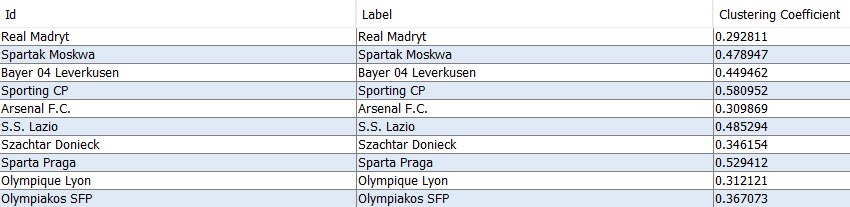 Id Label Clustering Coefficient
Real Madryt Real Madryt 0.292811
Spartak Moskwa Spartak Moskwa 0.478947
Bayer 04 Leverkusen Bayer 04 Leverkusen 0.449462
Sporting CP Sporting CP 0.580952
Arsenal F.C. Arsenal F.C. 0.309869
S.S. Lazio S.S. Lazio 0.485294
Szachtar Donieck Szachtar Donieck 0.346154
Sparta Praga Sparta Praga 0.529412
Olympique Lyon Olympique Lyon 0.312121
Olympiakos SFP Olympiakos SFP 0.367073